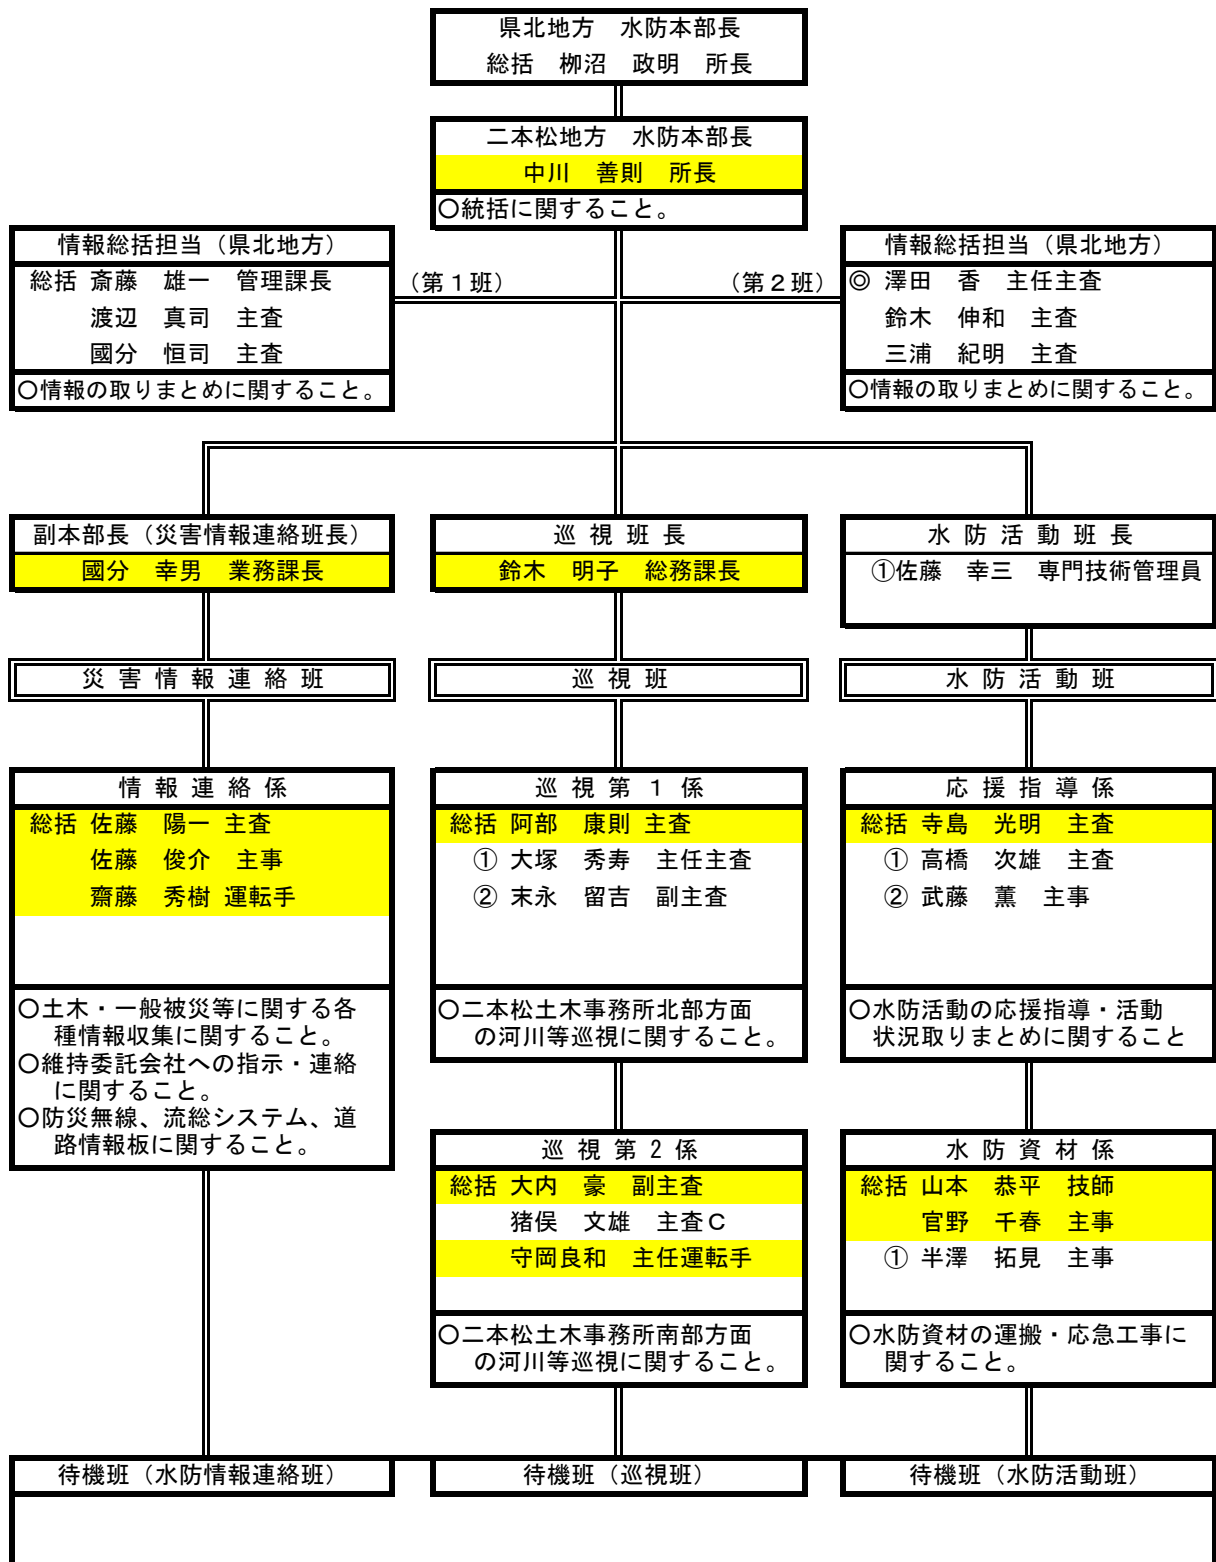 県北地方　水防本部長
総括　柳沼　政明　所長
二本松地方　水防本部長
中川　善則　所長
〇統括に関すること。
情報総括担当（県北地方）
総括 斎藤　雄一　管理課長
渡辺　真司　主査
國分　恒司　主査
〇情報の取りまとめに関すること。
（第１班）
（第２班）
情報総括担当（県北地方）
◎ 澤田　香　主任主査
鈴木　伸和　主査
三浦　紀明　主査
〇情報の取りまとめに関すること。
副本部長（災害情報連絡班長）
國分　幸男　業務課長
巡 視 班 長
鈴木　明子　総務課長
水 防 活 動 班 長
①佐藤　幸三　専門技術管理員
災 害 情 報 連 絡 班
巡 視 班
水 防 活 動 班
情 報 連 絡 係
総括 佐藤　陽一 主査
佐藤　俊介　主事
齋藤　秀樹 運転手
〇土木・一般被災等に関する各
種情報収集に関すること。
〇維持委託会社への指示・連絡
に関すること。
〇防災無線、流総システム、道
路情報板に関すること。
巡 視 第 1 係
総括 阿部　康則 主査
① 大塚　秀寿　主任主査
② 末永　留吉　副主査
〇二本松土木事務所北部方面
の河川等巡視に関すること。
応 援 指 導 係
総括 寺島　光明　主査
① 高橋　次雄　主査
② 武藤　薫　主事
〇水防活動の応援指導・活動
状況取りまとめに関すること
巡 視 第 2 係
総括 大内　豪　副主査
猪俣　文雄　主査Ｃ
守岡良和　主任運転手
〇二本松土木事務所南部方面
の河川等巡視に関すること。
水 防 資 材 係
総括 山本　恭平　技師
官野　千春　主事
① 半澤　拓見　主事
〇水防資材の運搬・応急工事に
関すること。
待機班（水防情報連絡班）
待機班（巡視班）
待機班（水防活動班）